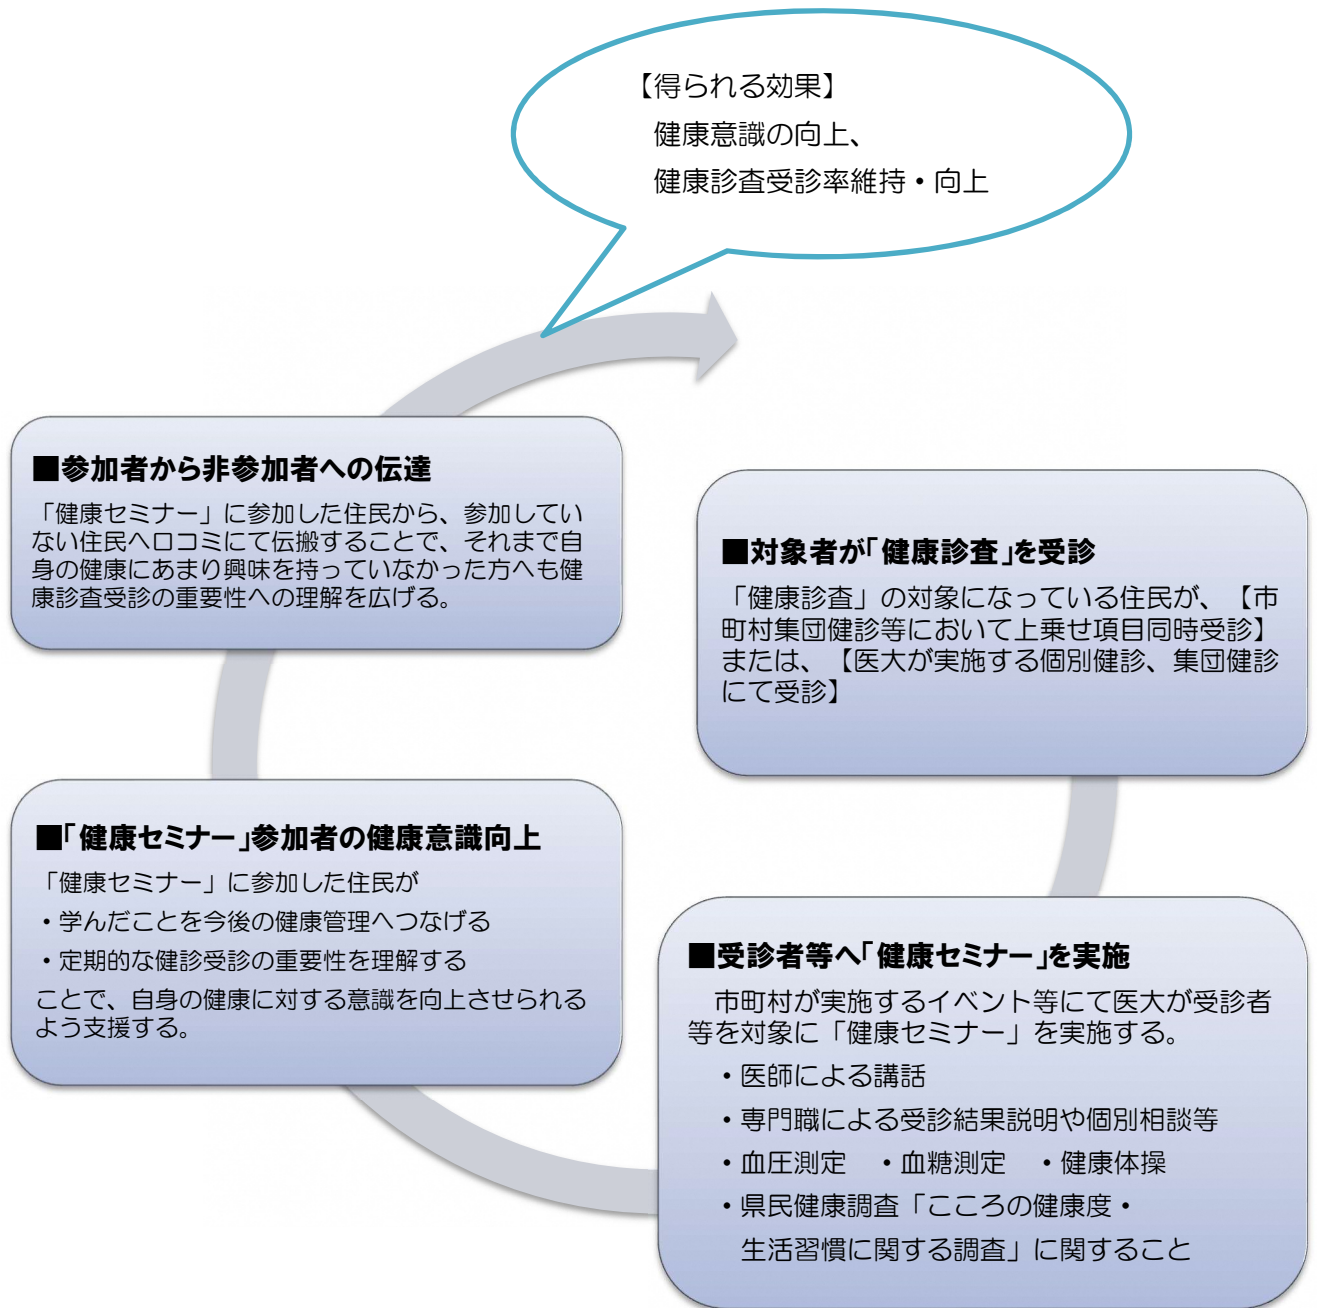 【得られる効果】
健康意識の向上、
健康診査受診率維持・向上
■参加者から非参加者への伝達
「健康セミナー」に参加した住民から、参加してい
ない住民へ口コミにて伝搬することで、それまで自
身の健康にあまり興味を持っていなかった方へも健
康診査受診の重要性への理解を広げる。
■対象者が「健康診査」を受診
「健康診査」の対象になっている住民が、【市
町村集団健診等において上乗せ項目同時受診】
または、【医大が実施する個別健診、集団健診
にて受診】
■「健康セミナー」参加者の健康意識向上
「健康セミナー」に参加した住民が
・学んだことを今後の健康管理へつなげる
・定期的な健診受診の重要性を理解する
ことで、自身の健康に対する意識を向上させられる
よう支援する。
■受診者等へ「健康セミナー」を実施
市町村が実施するイベント等にて医大が受診者
等を対象に「健康セミナー」を実施する。
・医師による講話
・専門職による受診結果説明や個別相談等
・血圧測定　・血糖測定　・健康体操
・県民健康調査「こころの健康度・
生活習慣に関する調査」に関すること